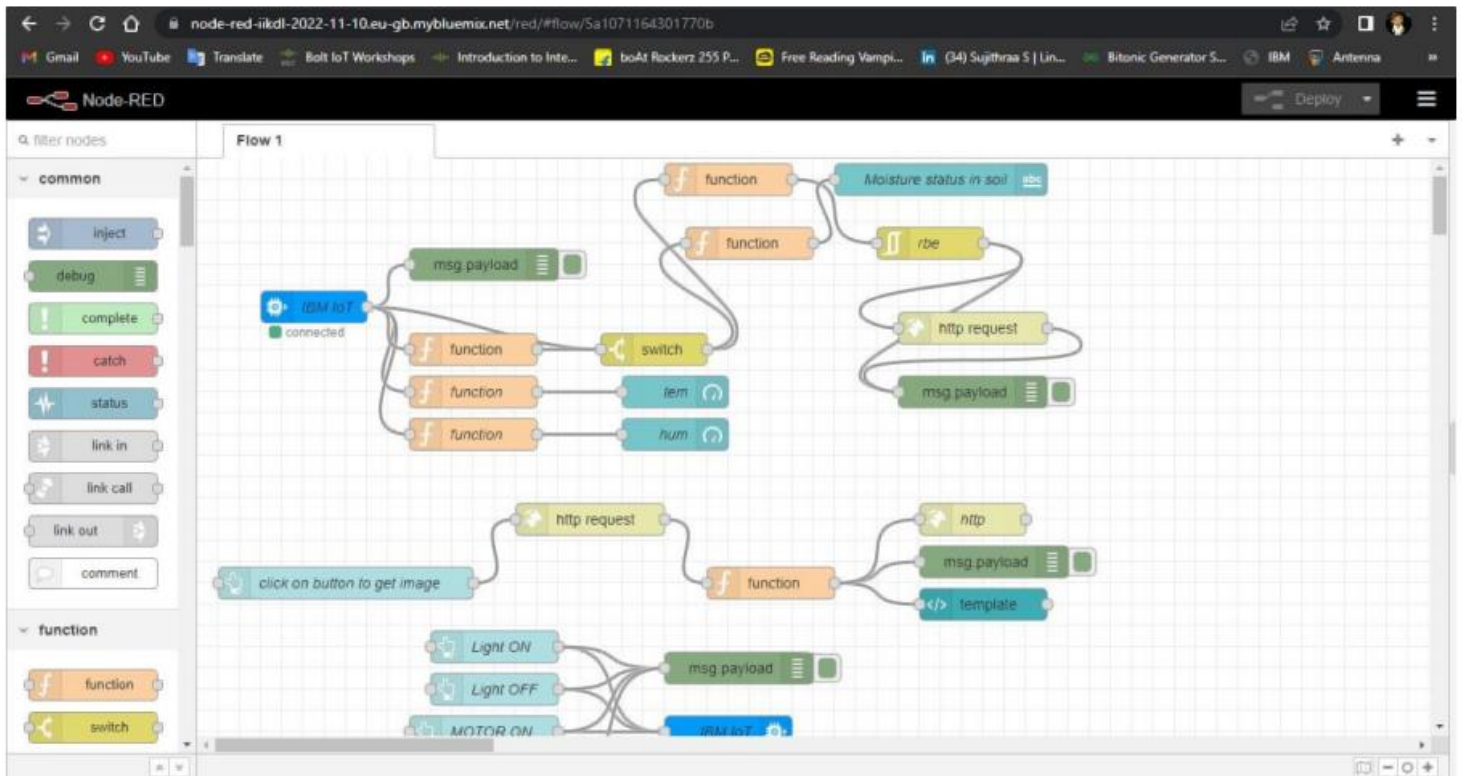 node-red-iikdl-2022-11-10.eu-gb.mybluemix.net/red/#flow/5a1071164301770b
Gmail YouTube Translate Bolt IoT Workshops Introduction to Inte... boAt Rockerz 255 P... Free Reading Vampi... (34) Sujithraa S | Lin... Bitonic Generator S... IBM Antenna
Node-RED Deploy
filter nodes
Flow 1
common
inject
debug
complete
catch
status
link in
link call
link out
comment
function
function
switch
function
Moisture status in soil abc
function
rbe
msg.payload
IBM IoT
connected
http request
function
switch
function
tem
msg.payload
function
hum
http request
http
msg.payload
click on button to get image
function
template
Light ON
msg.payload
Light OFF
MOTOR ON
IBM IoT